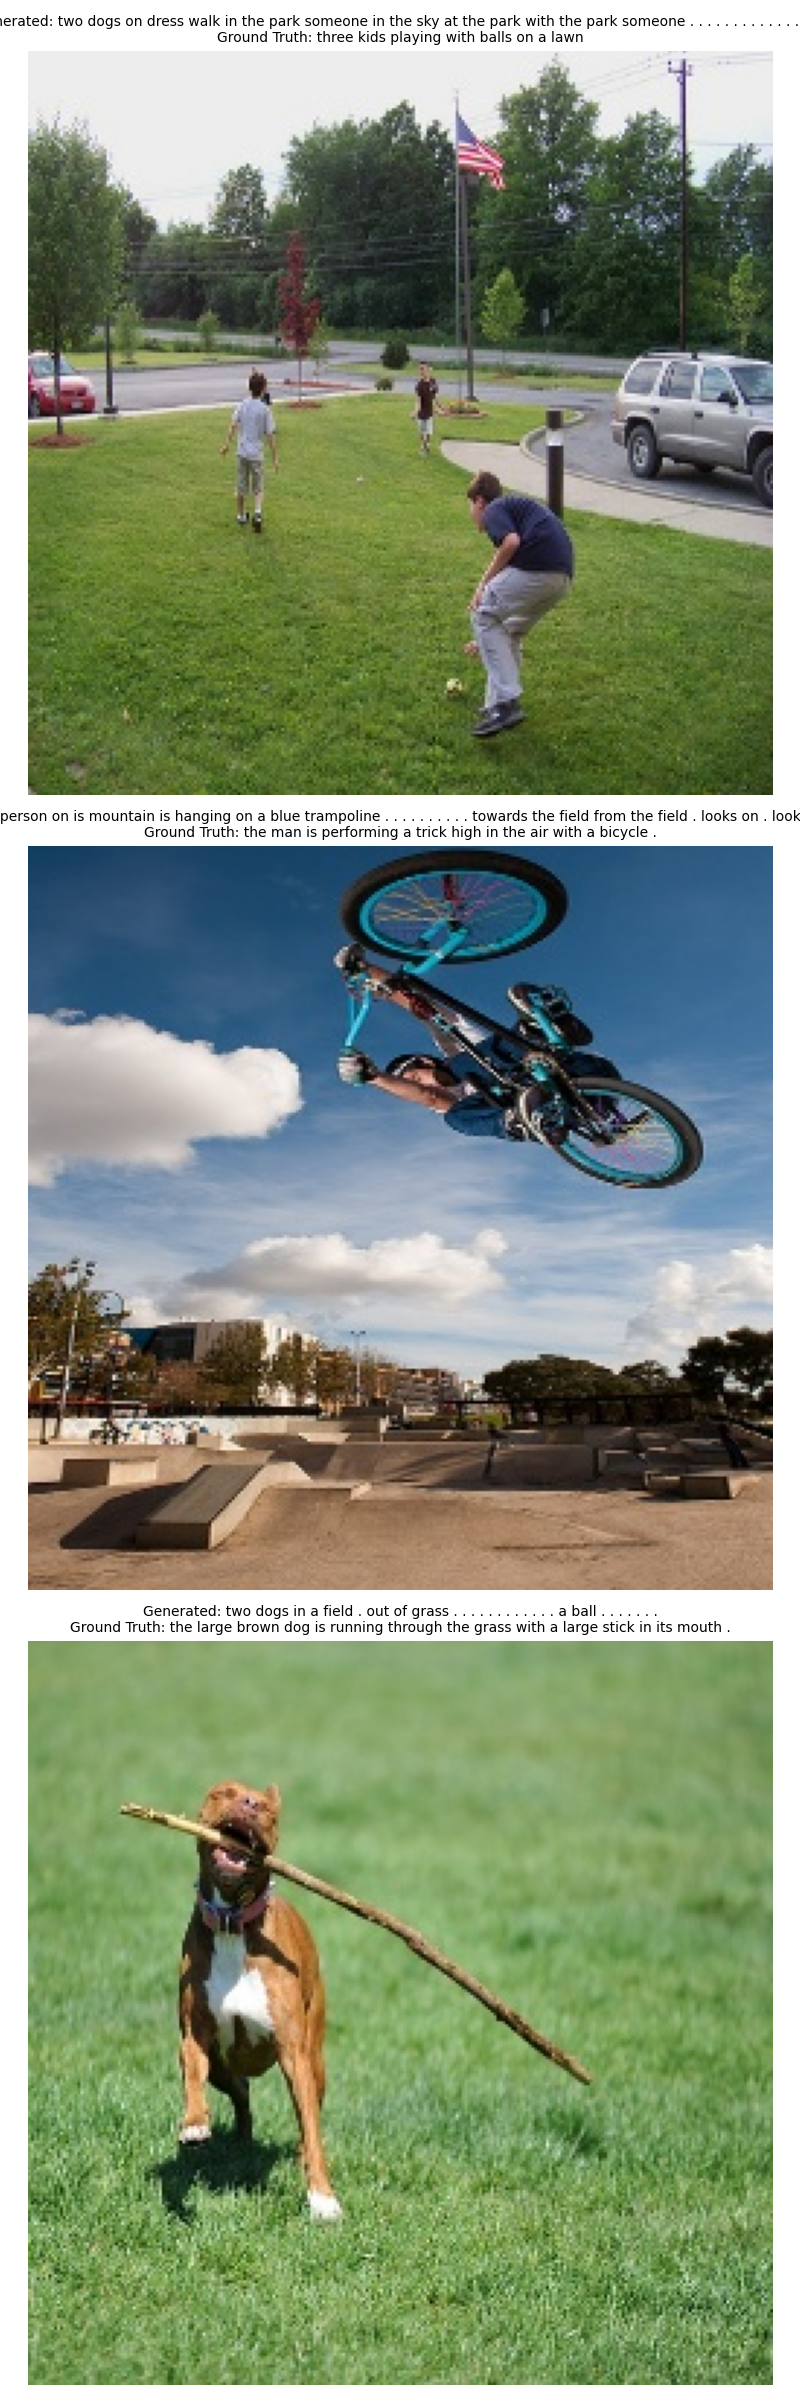 nerated: two dogs on dress walk in the park someone in the sky at the park with the park someone . . . . . . . . . . . . .
Ground Truth: three kids playing with balls on a lawn
person on is mountain is hanging on a blue trampoline . . . . . . . . . . towards the field from the field . looks on . look
Ground Truth: the man is performing a trick high in the air with a bicycle .
Generated: two dogs in a field . out of grass . . . . . . . . . . . . a ball . . . . . . .
Ground Truth: the large brown dog is running through the grass with a large stick in its mouth .